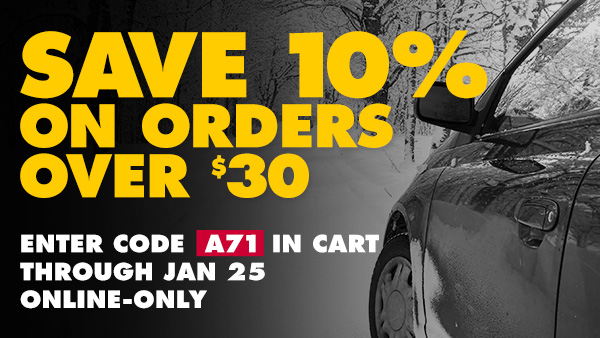 SAVE 10%
ON ORDERS
OVER $30
ENTER CODE A71 IN CART
THROUGH JAN 25
ONLINE-ONLY